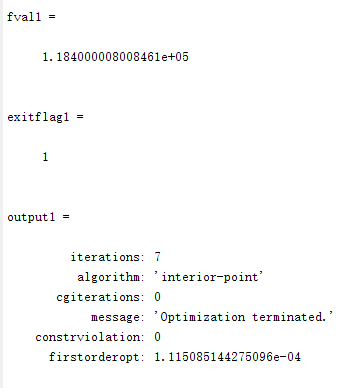 fval1 =
1.184000008008461e+05
exitflag1 =
1
output1 =
iterations: 7
algorithm: 'interior-point'
cgiterations: 0
message: 'Optimization terminated.'
constrviolation: 0
firstorderopt: 1.115085144275096e-04